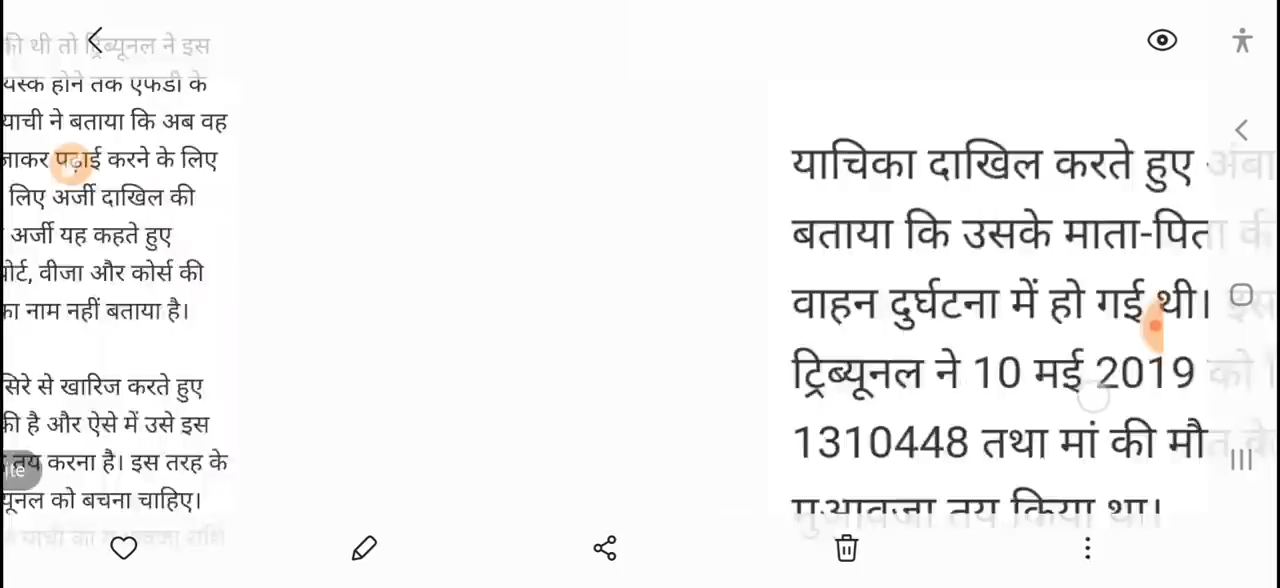 की थी तो ट्रिब्यूनल ने इस
यस्क होने तक एफडी के
याची ने बताया कि अब वह
जाकर पढ़ाई करने के लिए
लिए अर्जी दाखिल की
अर्जी यह कहते हुए
पोर्ट, वीजा और कोर्स की
का नाम नहीं बताया है।
सिरे से खारिज करते हुए
की है और ऐसे में उसे इस
तय करना है। इस तरह के
यूनल को बचना चाहिए।
याचिका दाखिल करते हुए अंबा
बताया कि उसके माता-पिता की
वाहन दुर्घटना में हो गई थी। इस
ट्रिब्यूनल ने 10 मई 2019 को
1310448 तथा मां की मौत के
मुआवजा तय किया था।